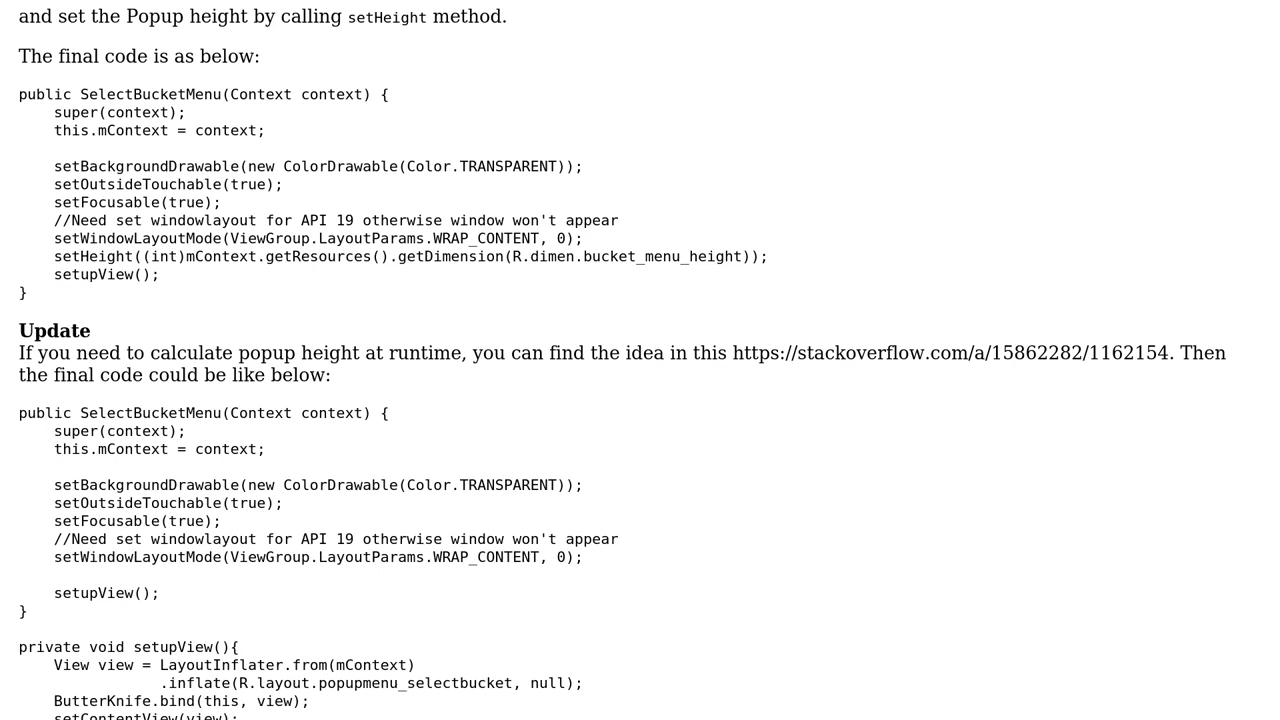 and set the Popup height by calling setHeight method.
The final code is as below:
public SelectBucketMenu(Context context) {
    super(context);
    this.mContext = context;

    setBackgroundDrawable(new ColorDrawable(Color.TRANSPARENT));
    setOutsideTouchable(true);
    setFocusable(true);
    //Need set windowlayout for API 19 otherwise window won't appear
    setWindowLayoutMode(ViewGroup.LayoutParams.WRAP_CONTENT, 0);
    setHeight((int)mContext.getResources().getDimension(R.dimen.bucket_menu_height));
    setupView();
}
Update
If you need to calculate popup height at runtime, you can find the idea in this https://stackoverflow.com/a/15862282/1162154. Then
the final code could be like below:
public SelectBucketMenu(Context context) {
    super(context);
    this.mContext = context;

    setBackgroundDrawable(new ColorDrawable(Color.TRANSPARENT));
    setOutsideTouchable(true);
    setFocusable(true);
    //Need set windowlayout for API 19 otherwise window won't appear
    setWindowLayoutMode(ViewGroup.LayoutParams.WRAP_CONTENT, 0);

    setupView();
}

private void setupView(){
    View view = LayoutInflater.from(mContext)
                .inflate(R.layout.popupmenu_selectbucket, null);
    ButterKnife.bind(this, view);
    setContentView(view);